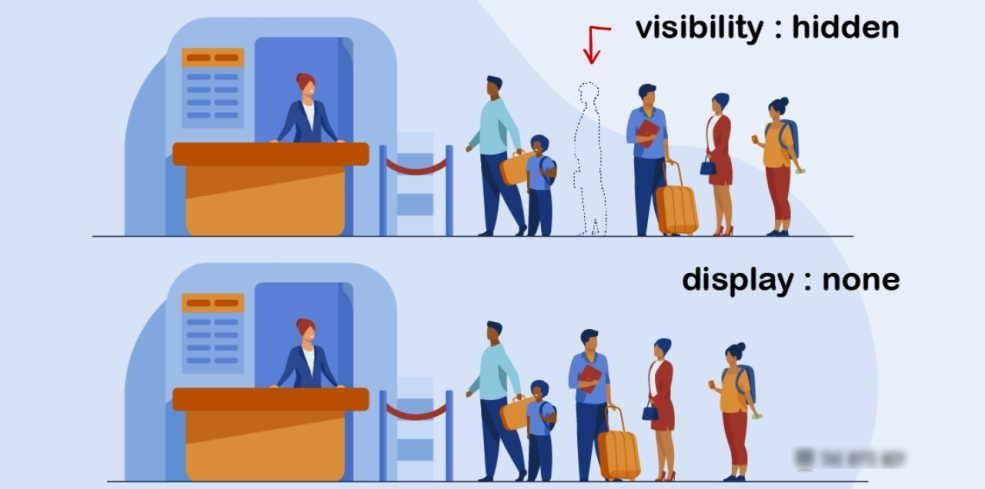 visibility : hidden
display : none